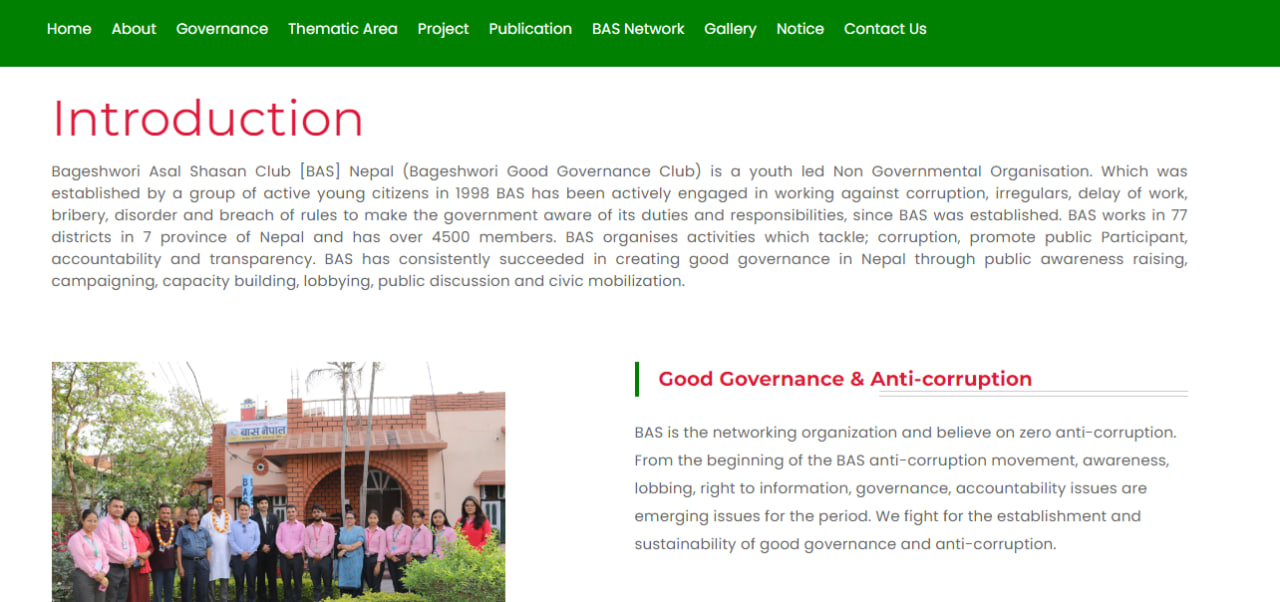 Home About Governance Thematic Area Project Publication BAS Network Gallery Notice Contact Us
Introduction
Bageshwori Asal Shasan Club [BAS] Nepal (Bageshwori Good Governance Club) is a youth led Non Governmental Organisation. Which was
established by a group of active young citizens in 1998 BAS has been actively engaged in working against corruption, irregulars, delay of work,
bribery, disorder and breach of rules to make the government aware of its duties and responsibilities, since BAS was established. BAS works in 77
districts in 7 province of Nepal and has over 4500 members. BAS organises activities which tackle; corruption, promote public Participant,
accountability and transparency. BAS has consistently succeeded in creating good governance in Nepal through public awareness raising,
campaigning, capacity building, lobbying, public discussion and civic mobilization.
बास नेपाल
BAS
Good Governance & Anti-corruption
BAS is the networking organization and believe on zero anti-corruption.
From the beginning of the BAS anti-corruption movement, awareness,
lobbing, right to information, governance, accountability issues are
emerging issues for the period. We fight for the establishment and
sustainability of good governance and anti-corruption.